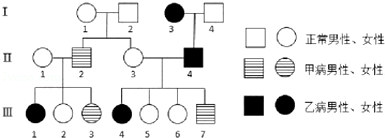 I
1 2 3 4
正常男性、女性
II
1 2 3 4
甲病男性、女性
III
1 2 3 4 5 6 7
乙病男性、女性